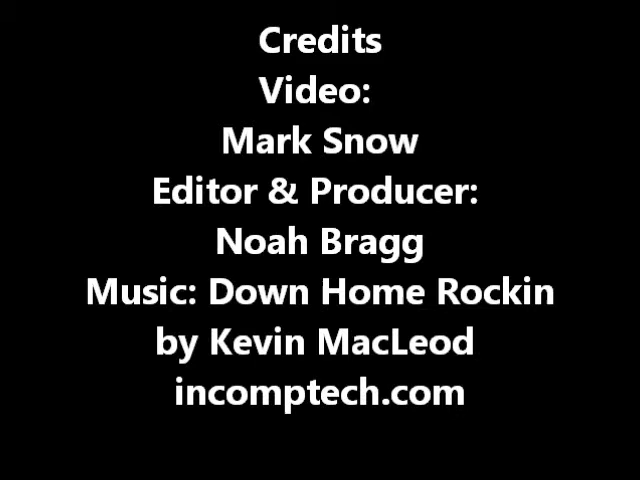 Credits
Video:
Mark Snow
Editor & Producer:
Noah Bragg
Music: Down Home Rockin
by Kevin MacLeod
incomptech.com